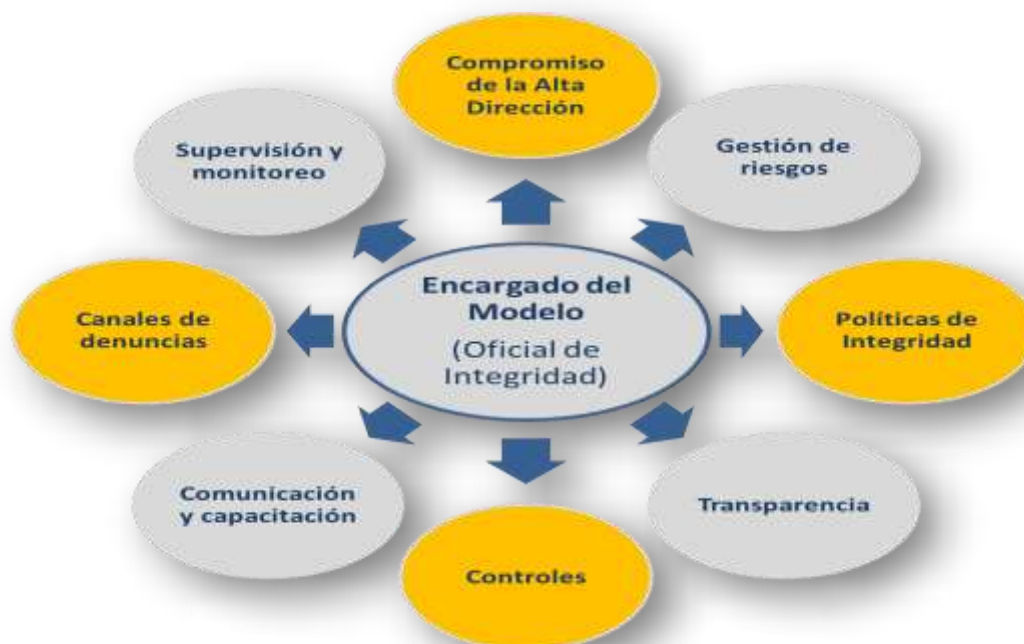 Compromiso
de la Alta
Dirección
Supervisión y
monitoreo
Gestión de
riesgos
Encargado del
Modelo
(Oficial de
Integridad)
Canales de
denuncias
Políticas de
Integridad
Comunicación
y capacitación
Transparencia
Controles